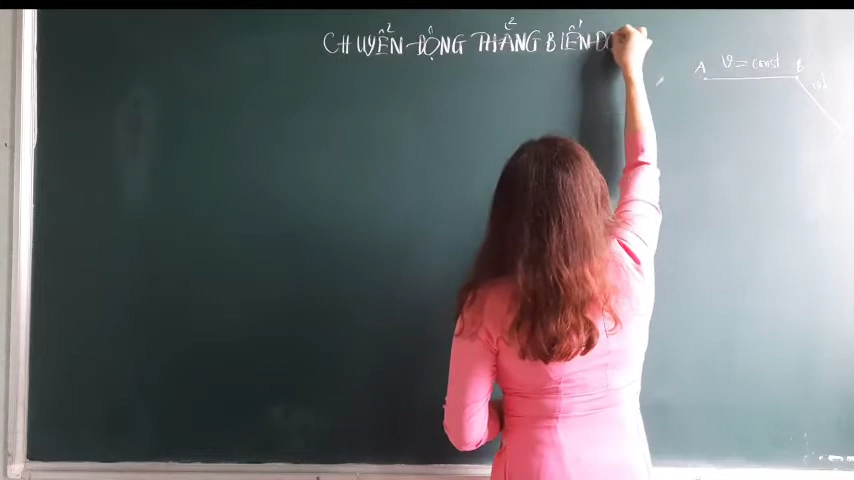 CHUYỂN ĐỘNG THẲNG BIẾN ĐỔ
A v = const B